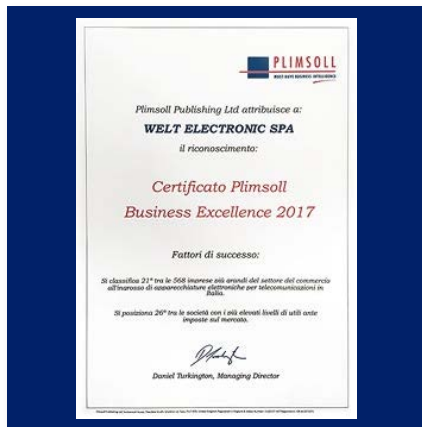 PLIMSOLL
Plimsoll Publishing Ltd attribuisce a:
WELT ELECTRONIC SPA
il riconoscimento:
Certificato Plimsoll
Business Excellence 2017
Fattori di successo:
Si classifica 21ª tra le 568 imprese più grandi del settore del commercio
all'ingrosso di apparecchiature elettroniche per telecomunicazioni in
Italia.
Si posiziona 26ª tra le società con i più elevati livelli di utili ante
imposte sul mercato.
Daniel Turkington, Managing Director